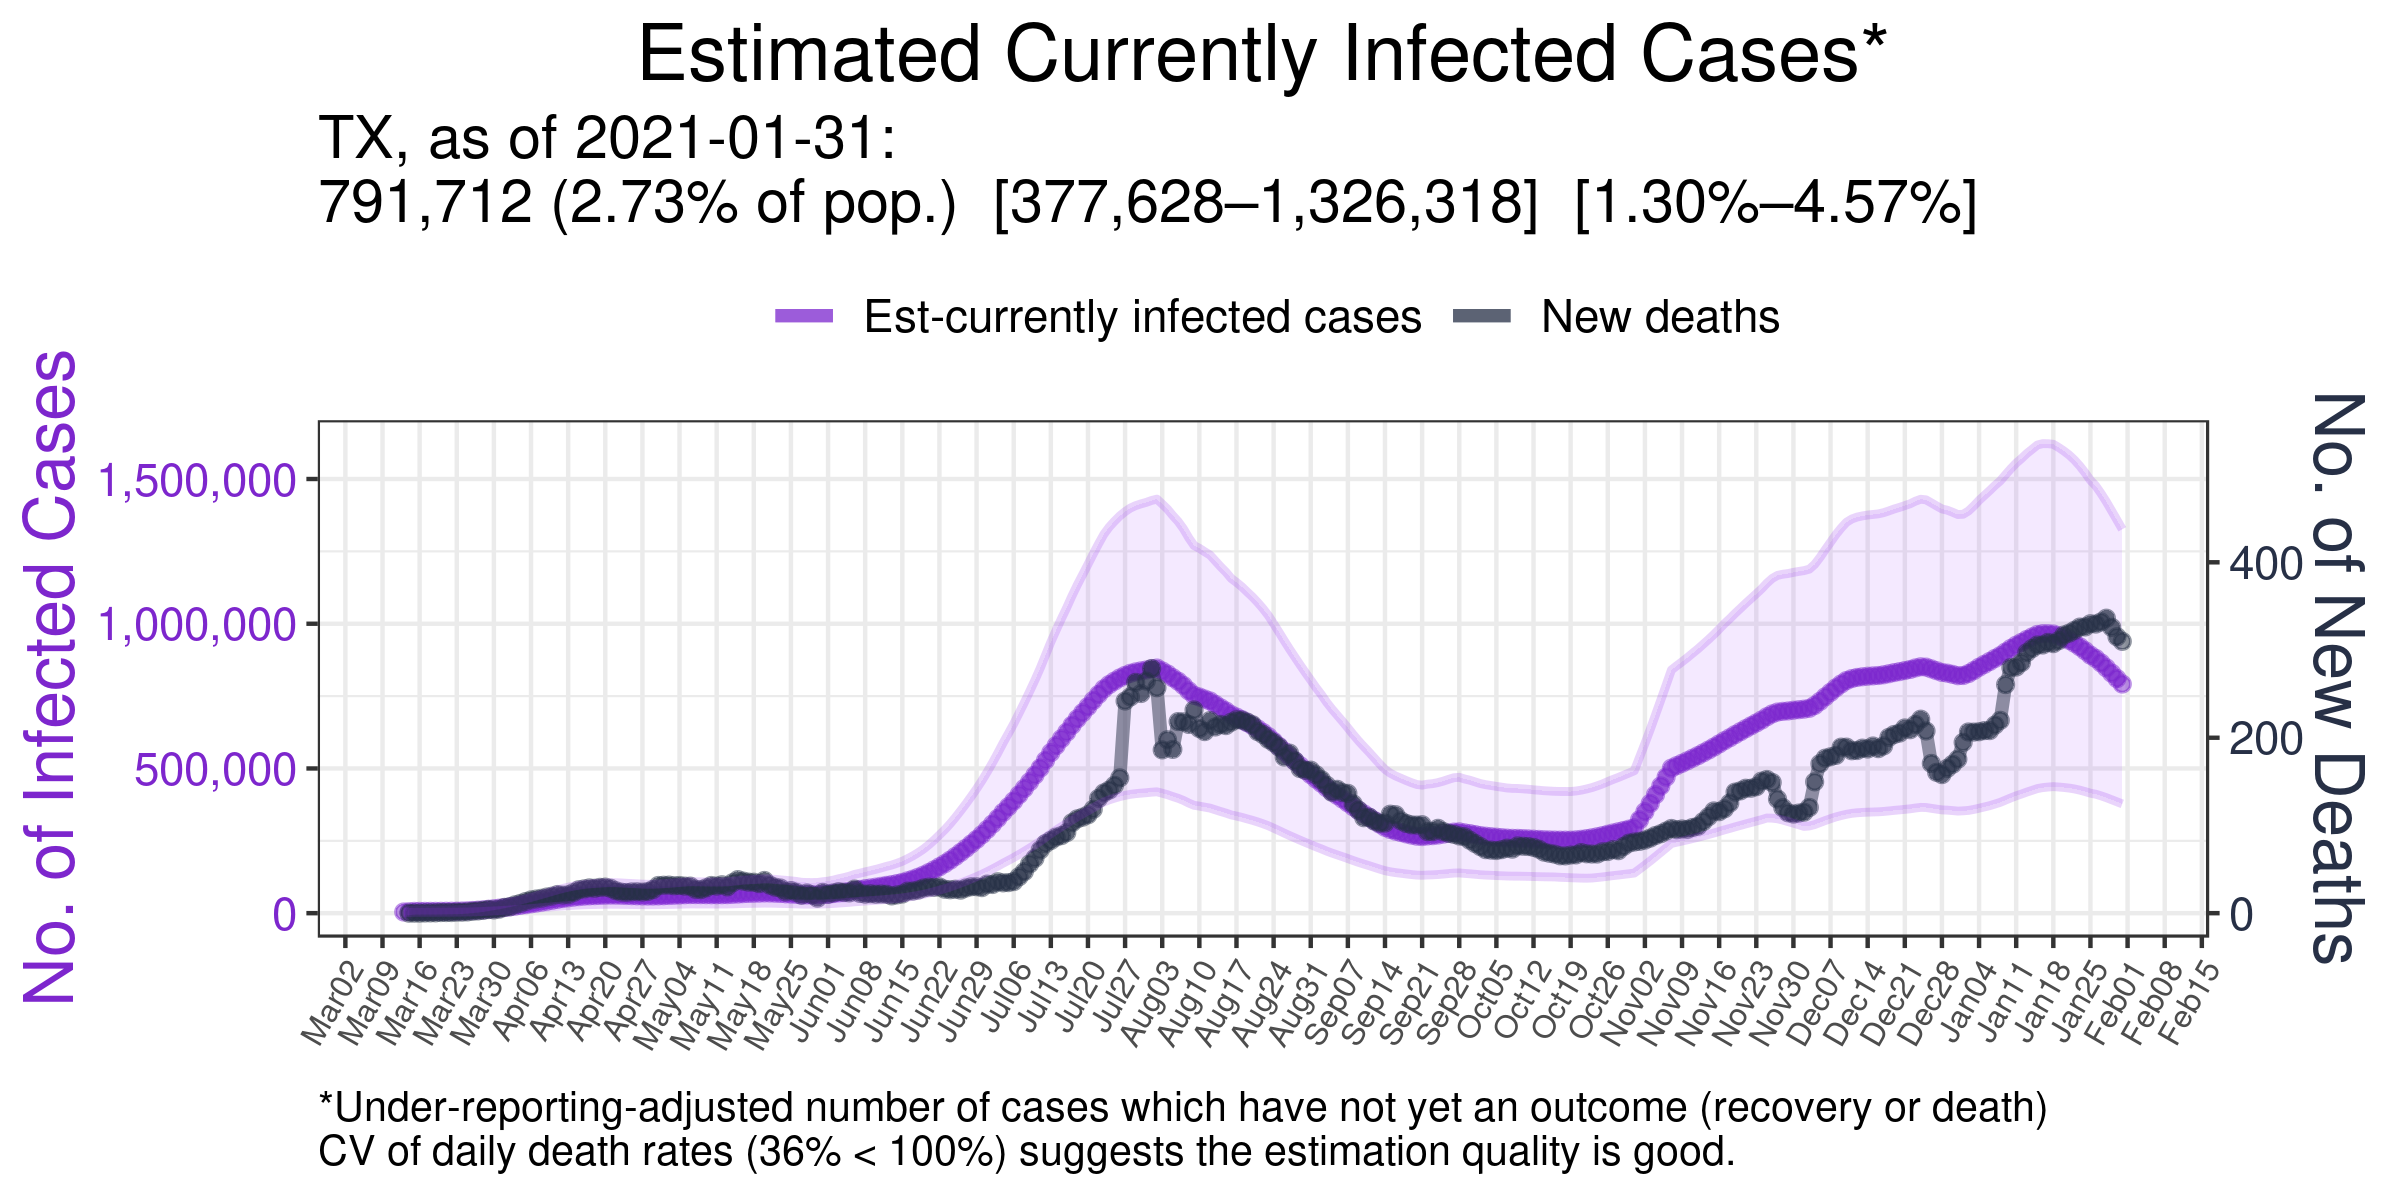 Estimated Currently Infected Cases*
TX, as of 2021-01-31:
791,712 (2.73% of pop.)  [377,628–1,326,318]  [1.30%–4.57%]
Est-currently infected cases
New deaths
No. of Infected Cases
1,500,000
1,000,000
500,000
0
No. of New Deaths
400
200
0
Mar02
Mar09
Mar16
Mar23
Mar30
Apr06
Apr13
Apr20
Apr27
May04
May11
May18
May25
Jun01
Jun08
Jun15
Jun22
Jun29
Jul06
Jul13
Jul20
Jul27
Aug03
Aug10
Aug17
Aug24
Aug31
Sep07
Sep14
Sep21
Sep28
Oct05
Oct12
Oct19
Oct26
Nov02
Nov09
Nov16
Nov23
Nov30
Dec07
Dec14
Dec21
Dec28
Jan04
Jan11
Jan18
Jan25
Feb01
Feb08
Feb15
*Under-reporting-adjusted number of cases which have not yet an outcome (recovery or death)
CV of daily death rates (36% < 100%) suggests the estimation quality is good.